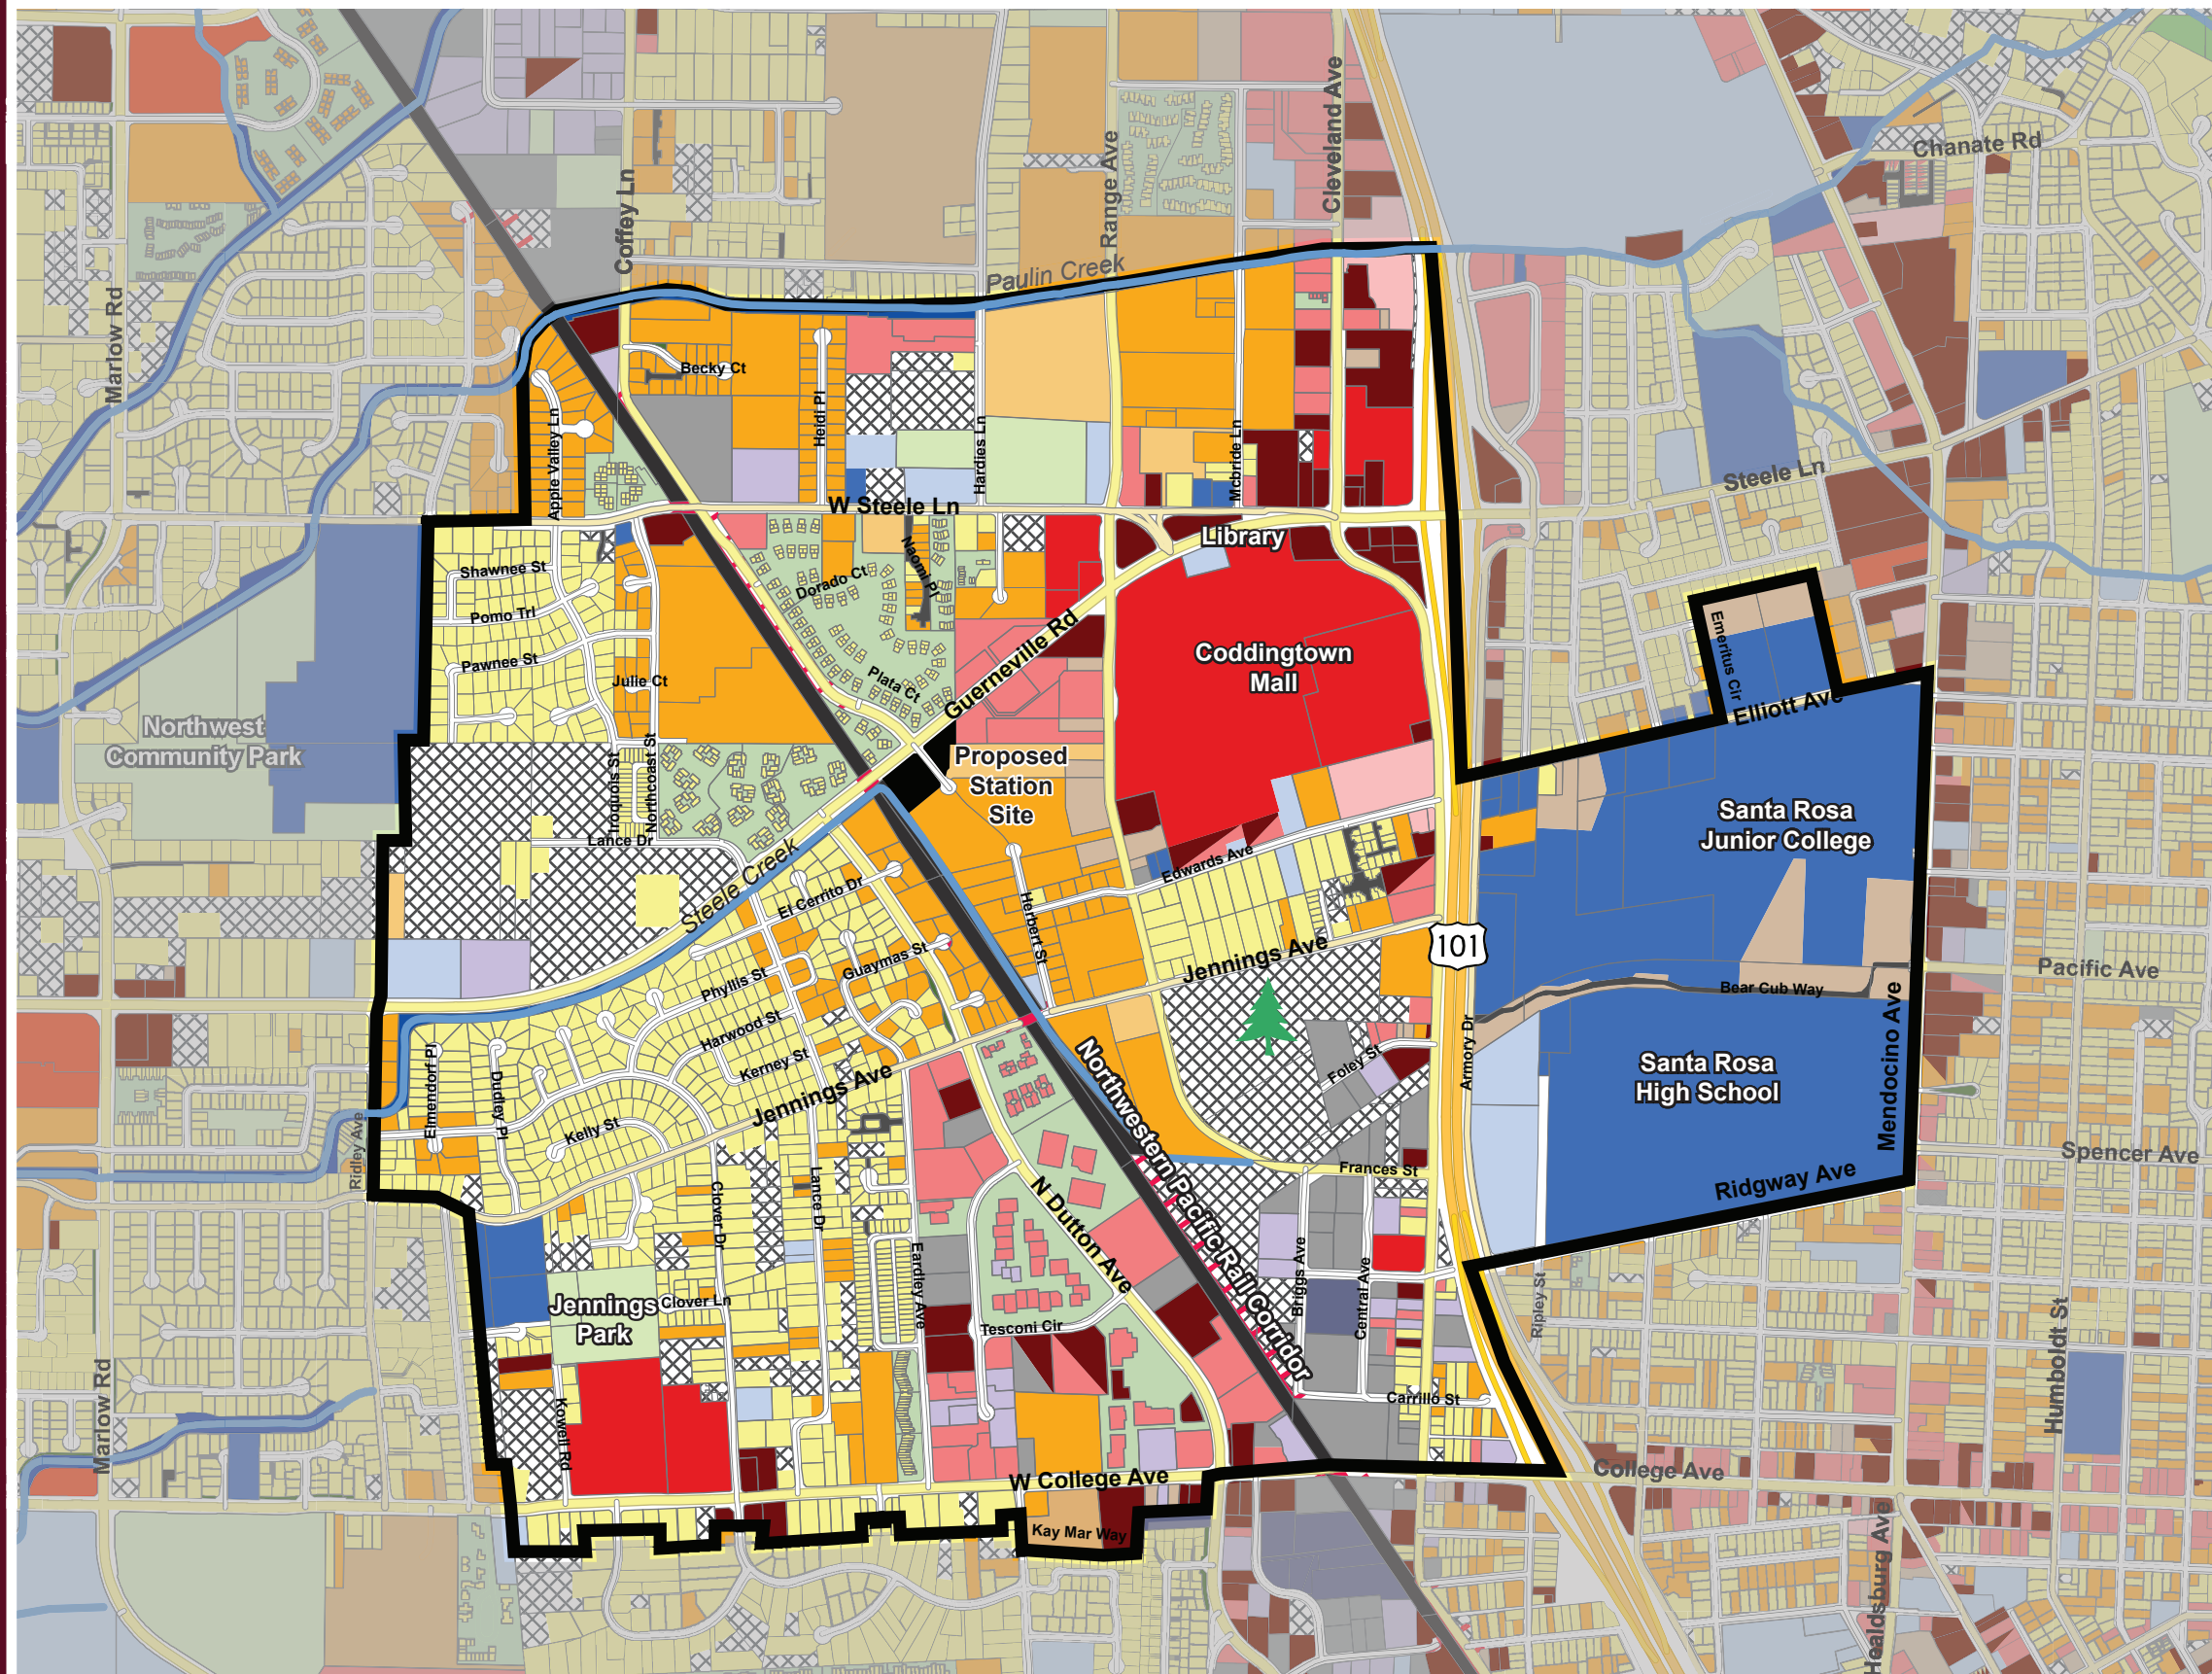 Chanate Rd
Cleveland Ave
Range Ave
Coffey Ln
Paulin Creek
Marlow Rd
Becky Ct
Heidi Pl
Apple Valley Ln
Hardies Ln
Mcbride Ln
Steele Ln
W Steele Ln
Library
Shawnee St
Dorado Ct
Naomi Pl
Pomo Trl
Pawnee St
Julie Ct
Plata Ct
Guerneville Rd
Coddingtown
Mall
Emeritus Cir
Elliott Ave
Northwest
Community Park
Iroquois St
Northcoast St
Proposed
Station
Site
Santa Rosa
Junior College
Lance Dr
Steele Creek
Edwards Ave
El Cerrito Dr
Herbert St
Guaymas St
Jennings Ave
101
Pacific Ave
Phyllis St
Bear Cub Way
Harwood St
Kerney St
Elmendorf Pl
Dudley Pl
Jennings Ave
Foley St
Armory Dr
Santa Rosa
High School
Mendocino Ave
Kelly St
Ridley Ave
Northwestern Pacific Rail Corridor
Frances St
Spencer Ave
Ridgway Ave
Clover Dr
Lance Dr
N Dutton Ave
Eardley Ave
Briggs Ave
Central Ave
Ripley St
Jennings
Park
Clover Ln
Tesconi Cir
Humboldt St
Marlow Rd
Kowell Rd
Carrillo St
W College Ave
College Ave
Kay Mar Way
Healdsburg Ave